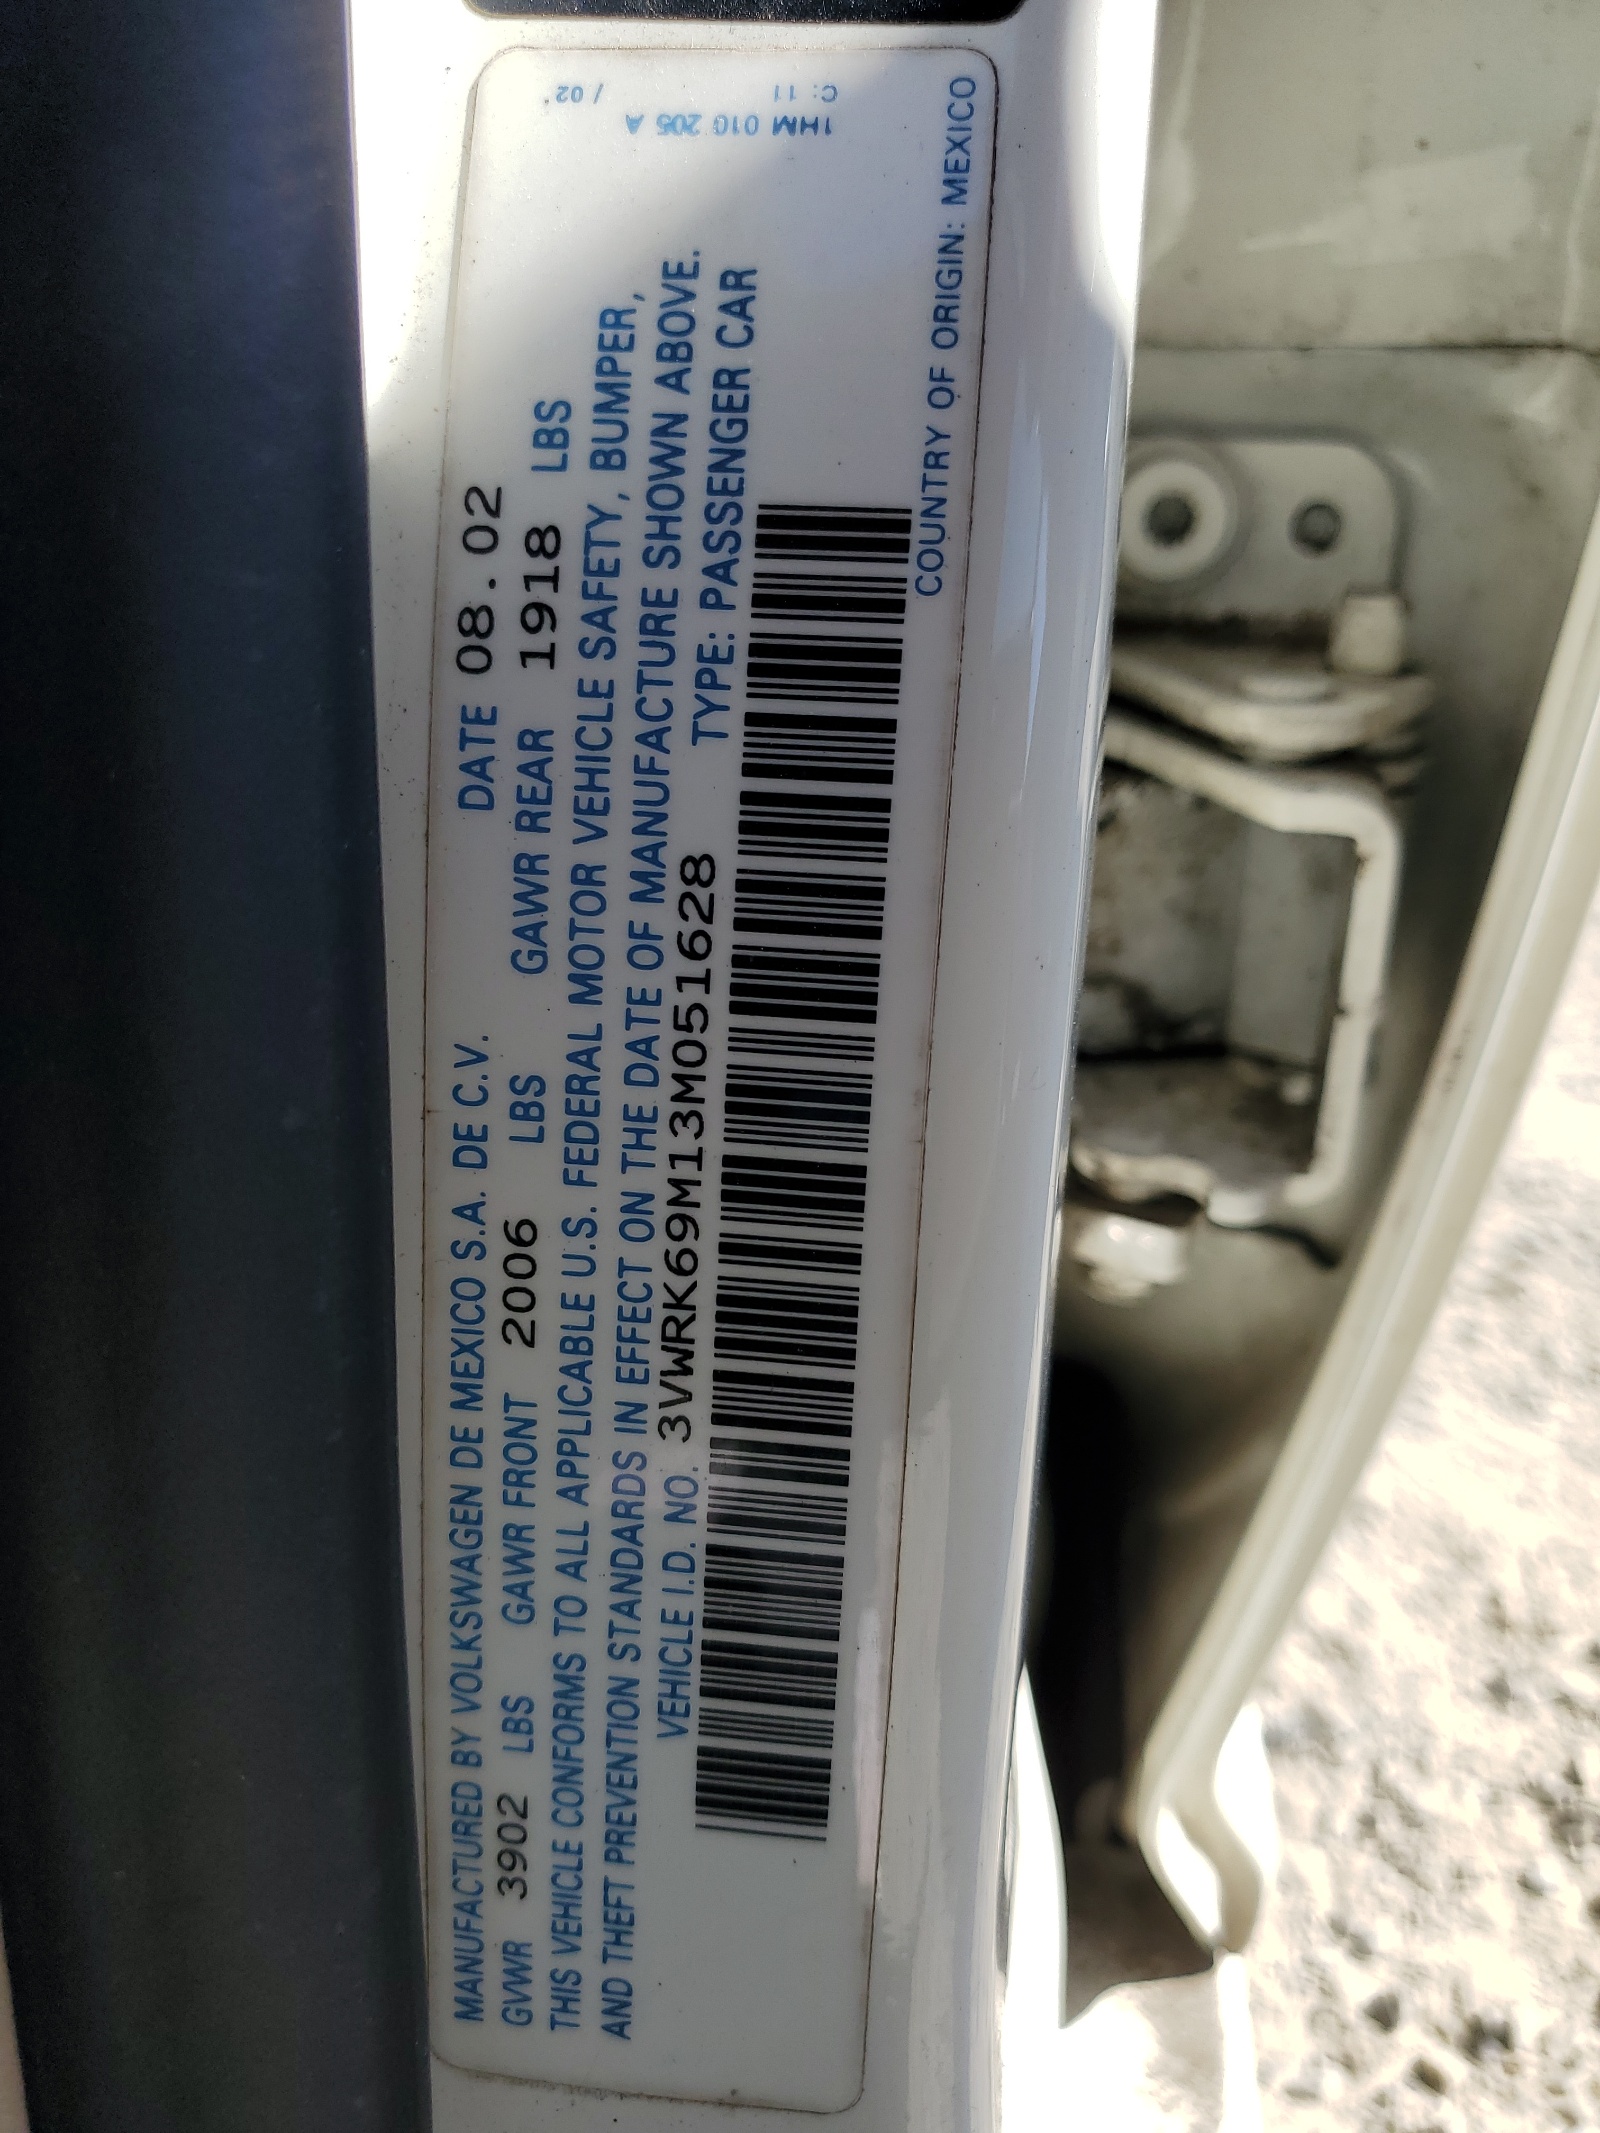 MANUFACTURED BY VOLKSWAGEN DE MEXICO S.A. DE C.V. DATE 08.02
GVWR 3902 LBS GAWR FRONT 2006 LBS GAWR REAR 1918 LBS
THIS VEHICLE CONFORMS TO ALL APPLICABLE U.S. FEDERAL MOTOR VEHICLE SAFETY, BUMPER,
AND THEFT PREVENTION STANDARDS IN EFFECT ON THE DATE OF MANUFACTURE SHOWN ABOVE.
VEHICLE I.D. NO. 3VWRK69M13M051628 TYPE: PASSENGER CAR
COUNTRY OF ORIGIN: MEXICO
1HM 010 205 A
C: 11 / 02.